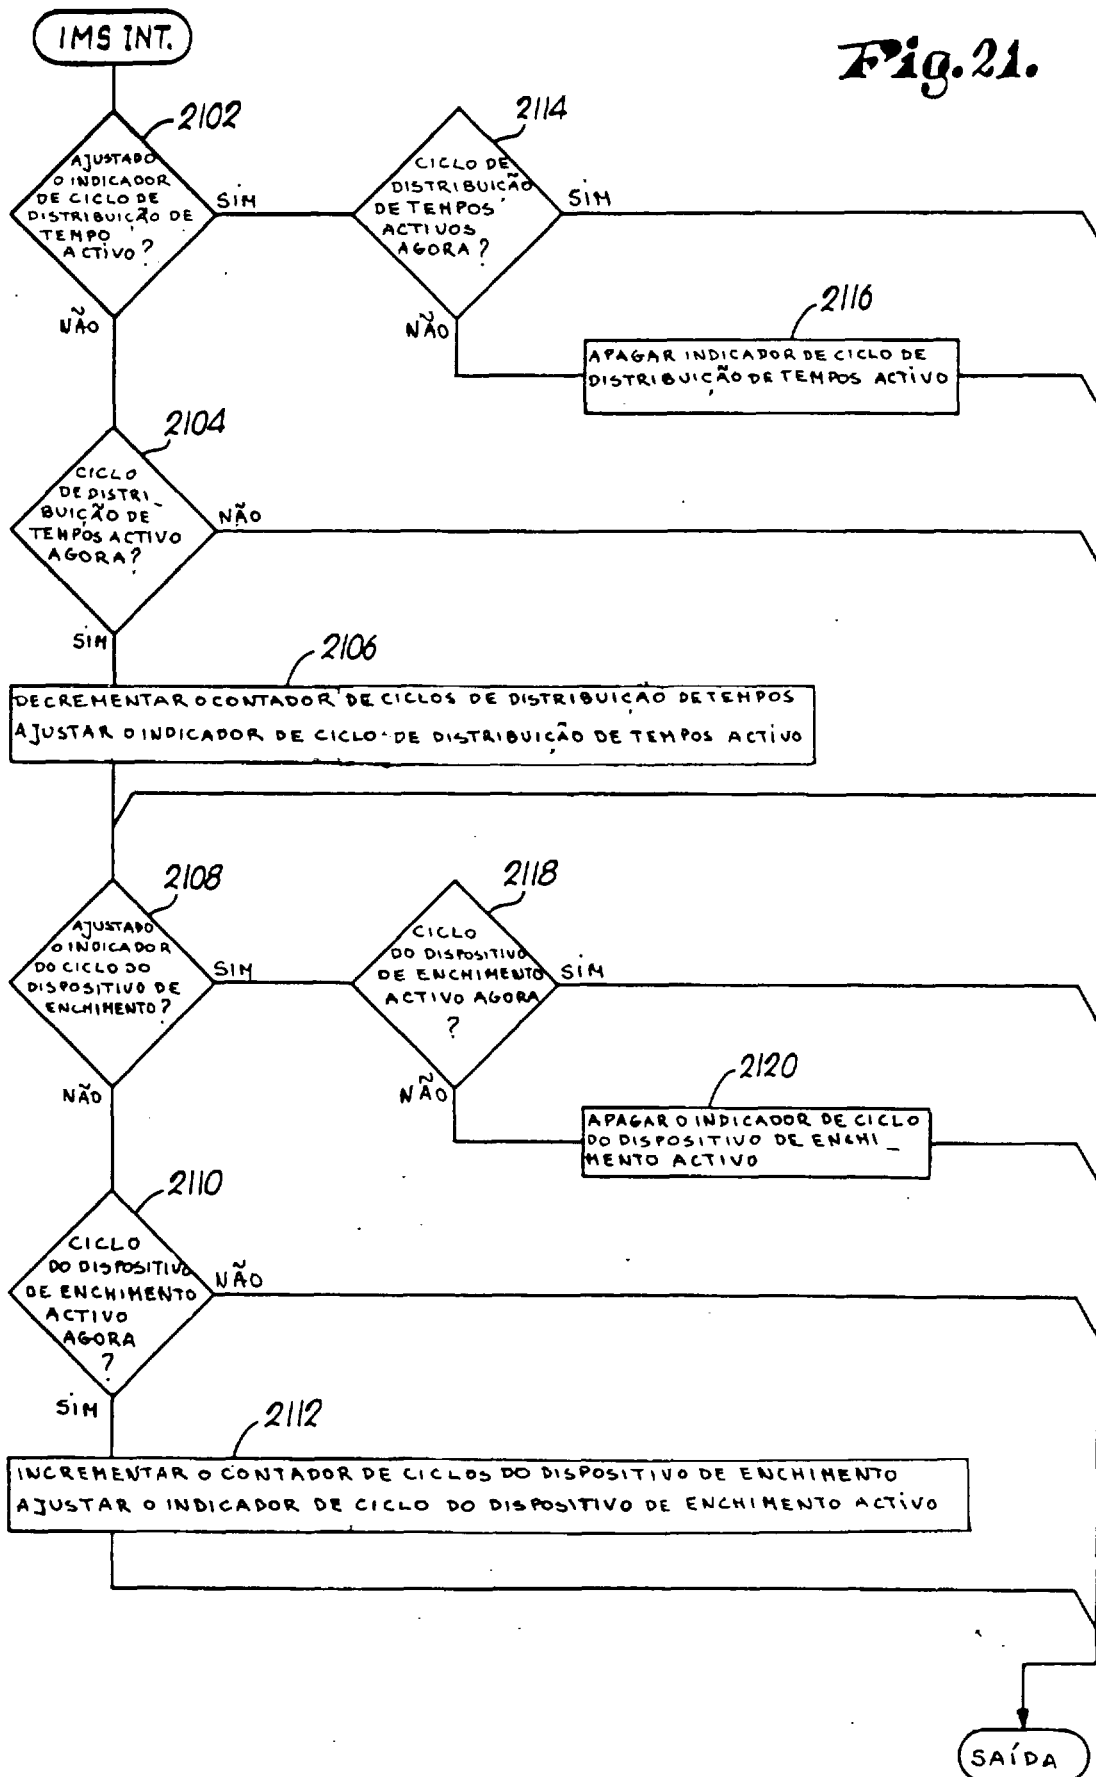 1MS INT.
Fig. 21.
2102
AJUSTADO
O INDICADOR
DE CICLO DE
DISTRIBUIÇÃO DE
TEMPO
ACTIVO?
SIM
NÃO
2114
CICLO DE
DISTRIBUIÇÃO
DE TEMPOS
ACTIVOS
AGORA?
SIM
NÃO
2116
APAGAR INDICADOR DE CICLO DE
DISTRIBUIÇÃO DE TEMPOS ACTIVO
2104
CICLO
DE DISTRI_
BUIÇÃO DE
TEMPOS ACTIVO
AGORA?
NÃO
SIM
2106
DECREMENTAR O CONTADOR DE CICLOS DE DISTRIBUIÇÃO DE TEMPOS
AJUSTAR O INDICADOR DE CICLO DE DISTRIBUIÇÃO DE TEMPOS ACTIVO
2108
AJUSTADO
O INDICADOR
DO CICLO DO
DISPOSITIVO DE
ENCHIMENTO?
SIM
NÃO
2118
CICLO
DO DISPOSITIVO
DE ENCHIMENTO
ACTIVO AGORA
?
SIM
NÃO
2120
APAGAR O INDICADOR DE CICLO
DO DISPOSITIVO DE ENCHI_
MENTO ACTIVO
2110
CICLO
DO DISPOSITIVO
DE ENCHIMENTO
ACTIVO
AGORA
?
NÃO
SIM
2112
INCREMENTAR O CONTADOR DE CICLOS DO DISPOSITIVO DE ENCHIMENTO
AJUSTAR O INDICADOR DE CICLO DO DISPOSITIVO DE ENCHIMENTO ACTIVO
SAÍDA